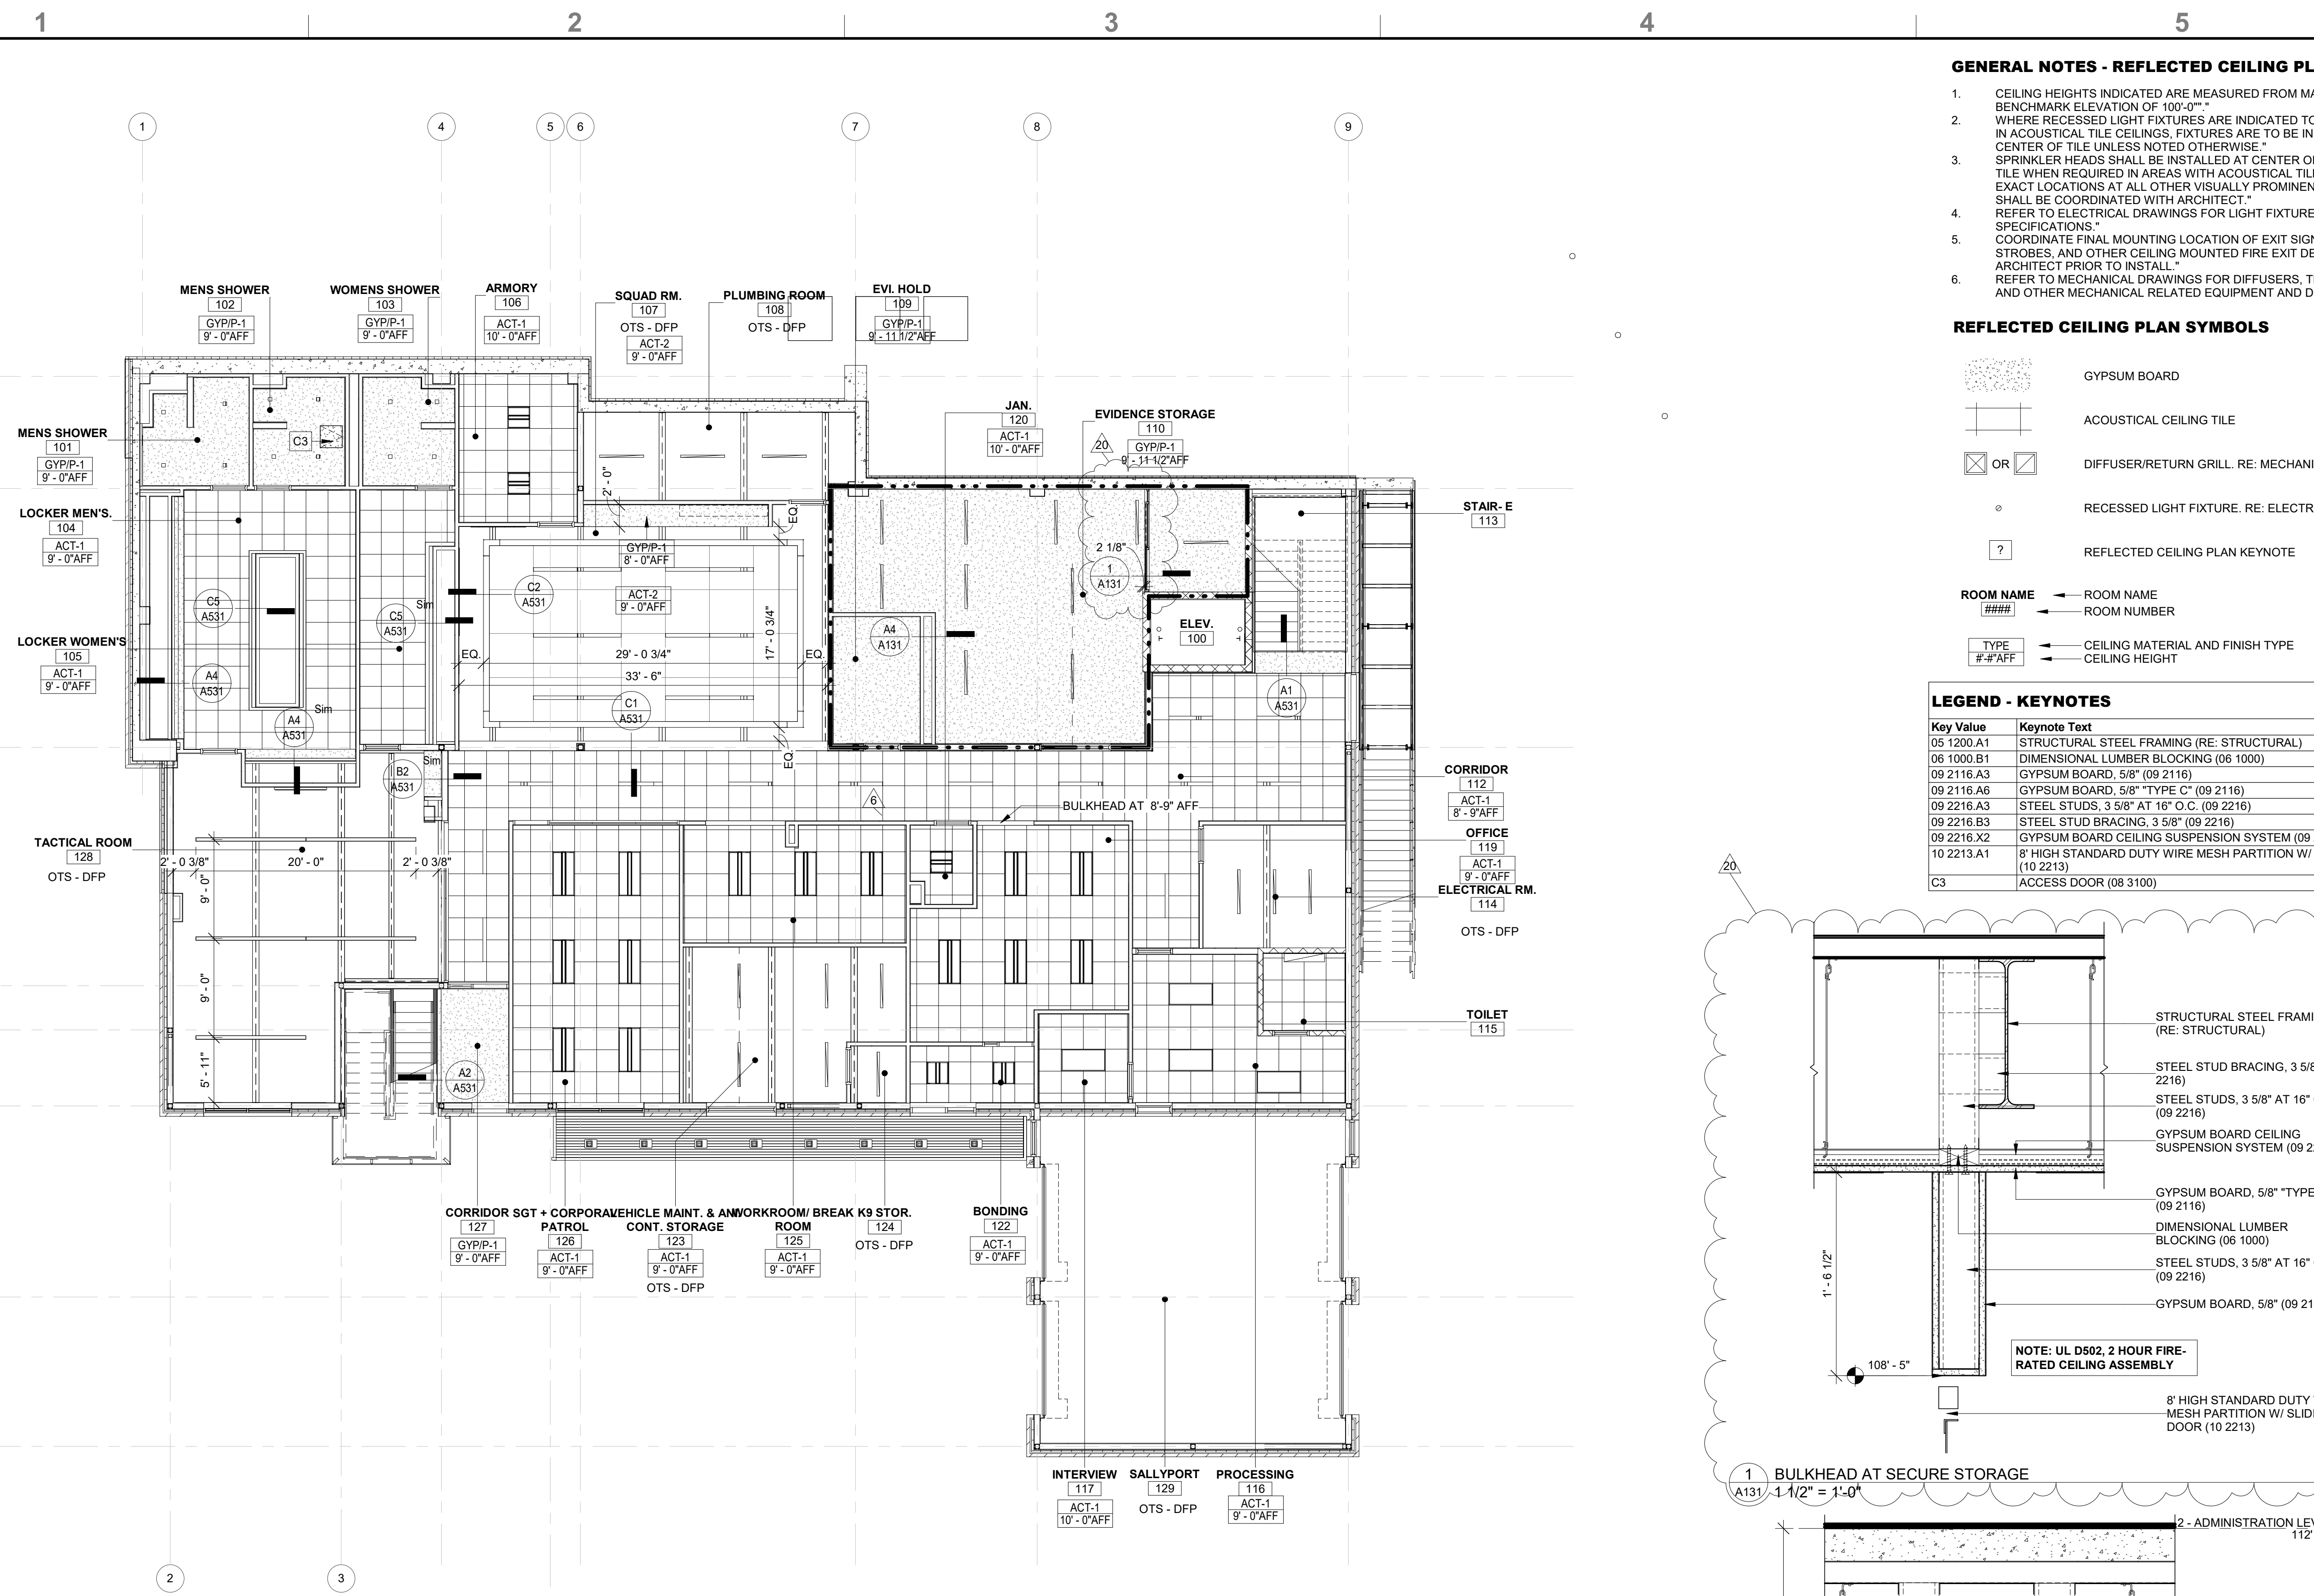 1
2
3
4
5
GENERAL NOTES - REFLECTED CEILING PL
1. CEILING HEIGHTS INDICATED ARE MEASURED FROM MA
BENCHMARK ELEVATION OF 100'-0""."
2. WHERE RECESSED LIGHT FIXTURES ARE INDICATED TO
IN ACOUSTICAL TILE CEILINGS, FIXTURES ARE TO BE IN
CENTER OF TILE UNLESS NOTED OTHERWISE."
3. SPRINKLER HEADS SHALL BE INSTALLED AT CENTER O
TILE WHEN REQUIRED IN AREAS WITH ACOUSTICAL TIL
EXACT LOCATIONS AT ALL OTHER VISUALLY PROMINEN
SHALL BE COORDINATED WITH ARCHITECT."
4. REFER TO ELECTRICAL DRAWINGS FOR LIGHT FIXTURE
SPECIFICATIONS."
5. COORDINATE FINAL MOUNTING LOCATION OF EXIT SIG
STROBES, AND OTHER CEILING MOUNTED FIRE EXIT DE
ARCHITECT PRIOR TO INSTALL."
6. REFER TO MECHANICAL DRAWINGS FOR DIFFUSERS, T
AND OTHER MECHANICAL RELATED EQUIPMENT AND D
REFLECTED CEILING PLAN SYMBOLS
GYPSUM BOARD
ACOUSTICAL CEILING TILE
OR
DIFFUSER/RETURN GRILL. RE: MECHANI
RECESSED LIGHT FIXTURE. RE: ELECTR
?
REFLECTED CEILING PLAN KEYNOTE
ROOM NAME
ROOM NAME
####
ROOM NUMBER
TYPE
CEILING MATERIAL AND FINISH TYPE
#'-#"AFF
CEILING HEIGHT
LEGEND - KEYNOTES
Key Value Keynote Text
05 1200.A1 STRUCTURAL STEEL FRAMING (RE: STRUCTURAL)
06 1000.B1 DIMENSIONAL LUMBER BLOCKING (06 1000)
09 2116.A3 GYPSUM BOARD, 5/8" (09 2116)
09 2116.A6 GYPSUM BOARD, 5/8" "TYPE C" (09 2116)
09 2216.A3 STEEL STUDS, 3 5/8" AT 16" O.C. (09 2216)
09 2216.B3 STEEL STUD BRACING, 3 5/8" (09 2216)
09 2216.X2 GYPSUM BOARD CEILING SUSPENSION SYSTEM (09
10 2213.A1 8' HIGH STANDARD DUTY WIRE MESH PARTITION W/
(10 2213)
C3 ACCESS DOOR (08 3100)
1
4
5
6
7
8
9
MENS SHOWER
102
GYP/P-1
9' - 0"AFF
WOMENS SHOWER
103
GYP/P-1
9' - 0"AFF
ARMORY
106
ACT-1
10' - 0"AFF
SQUAD RM.
107
OTS - DFP
ACT-2
9' - 0"AFF
PLUMBING ROOM
108
OTS - DFP
EVI. HOLD
109
GYP/P-1
9' - 11 1/2"AFF
JAN.
120
ACT-1
10' - 0"AFF
EVIDENCE STORAGE
110
20
GYP/P-1
9' - 11 1/2"AFF
MENS SHOWER
101
GYP/P-1
9' - 0"AFF
C3
LOCKER MEN'S.
104
ACT-1
9' - 0"AFF
LOCKER WOMEN'S
105
ACT-1
9' - 0"AFF
STAIR- E
113
2' - 0"
EQ.
GYP/P-1
8' - 0"AFF
ACT-2
9' - 0"AFF
2 1/8"
1
A131
C2
A531
C5
A531
Sim
C5
A531
A4
A531
Sim
A4
A531
EQ.
29' - 0 3/4"
33' - 6"
EQ.
17' - 0 3/4"
C1
A531
A4
A131
ELEV.
100
A1
A531
EQ.
Sim
B2
A531
6
BULKHEAD AT 8'-9" AFF
CORRIDOR
112
ACT-1
8' - 9"AFF
OFFICE
119
ACT-1
9' - 0"AFF
ELECTRICAL RM.
114
OTS - DFP
TOILET
115
TACTICAL ROOM
128
OTS - DFP
2' - 0 3/8"
20' - 0"
2' - 0 3/8"
9' - 0"
9' - 0"
5' - 11"
A2
A531
CORRIDOR
127
GYP/P-1
9' - 0"AFF
SGT + CORPORAL
PATROL
126
ACT-1
9' - 0"AFF
VEHICLE MAINT. & ANI
CONT. STORAGE
123
ACT-1
9' - 0"AFF
OTS - DFP
WORKROOM/ BREAK
ROOM
125
ACT-1
9' - 0"AFF
K9 STOR.
124
OTS - DFP
BONDING
122
ACT-1
9' - 0"AFF
INTERVIEW
117
ACT-1
10' - 0"AFF
SALLYPORT
129
OTS - DFP
PROCESSING
116
ACT-1
9' - 0"AFF
2
3
20
STRUCTURAL STEEL FRAMI
(RE: STRUCTURAL)
STEEL STUD BRACING, 3 5/8
2216)
STEEL STUDS, 3 5/8" AT 16"
(09 2216)
GYPSUM BOARD CEILING
SUSPENSION SYSTEM (09 2
GYPSUM BOARD, 5/8" "TYPE
(09 2116)
DIMENSIONAL LUMBER
BLOCKING (06 1000)
STEEL STUDS, 3 5/8" AT 16"
(09 2216)
GYPSUM BOARD, 5/8" (09 21
1' - 6 1/2"
NOTE: UL D502, 2 HOUR FIRE-
RATED CEILING ASSEMBLY
108' - 5"
8' HIGH STANDARD DUTY
MESH PARTITION W/ SLID
DOOR (10 2213)
1
A131
BULKHEAD AT SECURE STORAGE
1 1/2" = 1'-0"
2 - ADMINISTRATION LE
112'